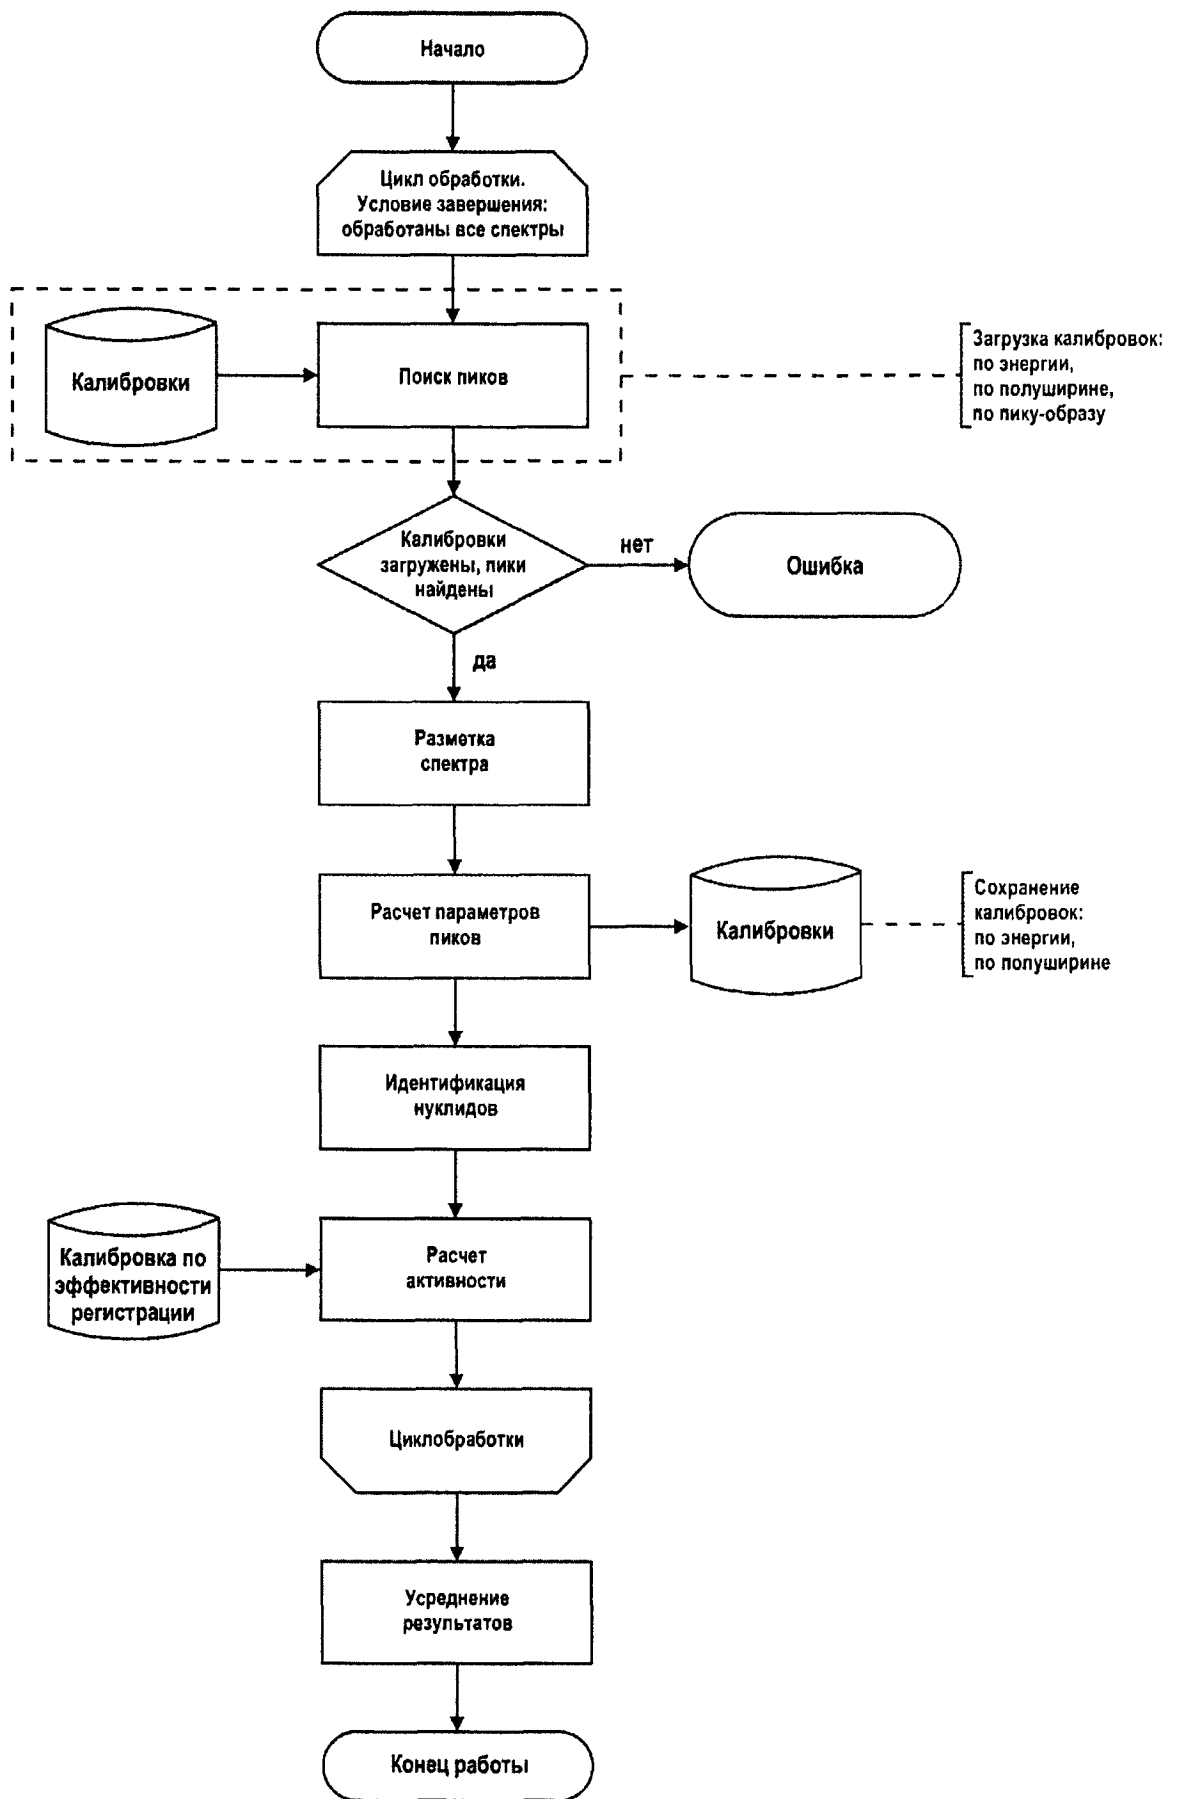 Начало
Цикл обработки.
Условие завершения:
обработаны все спектры
Калибровки
Поиск пиков
Загрузка калибровок:
по энергии,
по полуширине,
по пику-образу
Калибровки
загружены, пики
найдены
нет
Ошибка
да
Разметка
спектра
Расчет параметров
пиков
Калибровки
Сохранение
калибровок:
по энергии,
по полуширине
Идентификация
нуклидов
Калибровка по
эффективности
регистрации
Расчет
активности
Циклобработки
Усреднение
результатов
Конец работы